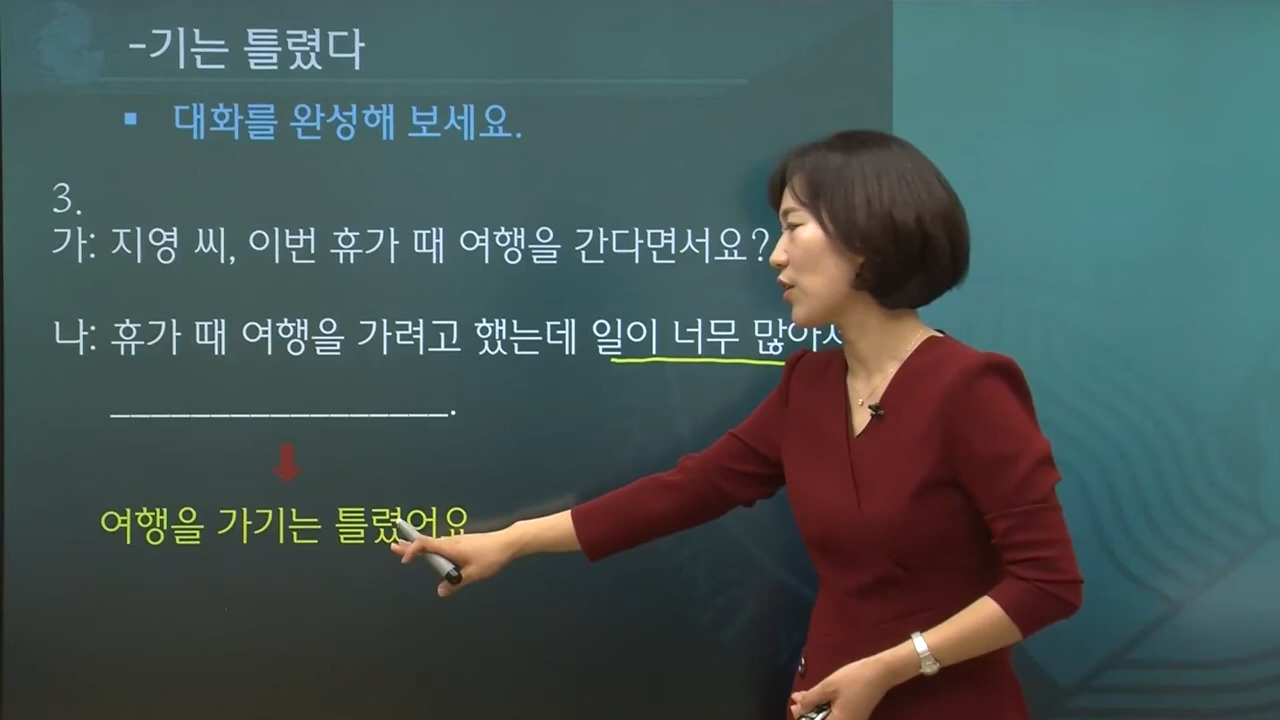 -기는 틀렸다
▪ 대화를 완성해 보세요.
3.
가: 지영 씨, 이번 휴가 때 여행을 간다면서요?
나: 휴가 때 여행을 가려고 했는데 일이 너무 많아서
_________________.
여행을 가기는 틀렸어요